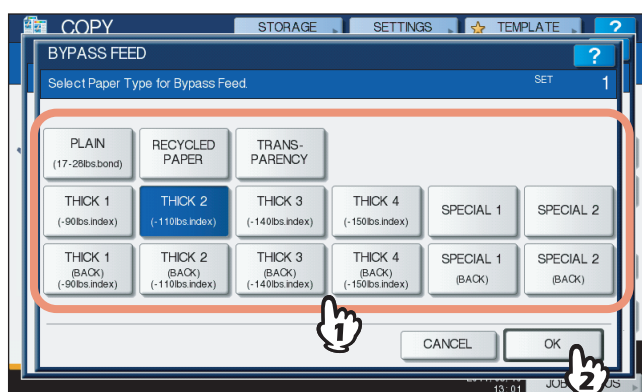 COPY STORAGE SETTINGS TEMPLATE ?
BYPASS FEED ?
Select Paper Type for Bypass Feed. SET 1
PLAIN RECYCLED TRANS-
(17-28lbs.bond) PAPER PARENCY
THICK 1 THICK 2 THICK 3 THICK 4 SPECIAL 1 SPECIAL 2
(-90lbs.index) (-110lbs.index) (-140lbs.index) (-150lbs.index)
THICK 1 THICK 2 THICK 3 THICK 4 SPECIAL 1 SPECIAL 2
(BACK) (BACK) (BACK) (BACK) (BACK) (BACK)
(-90lbs.index) (-110lbs.index) (-140lbs.index) (-150lbs.index)
1
CANCEL OK
2
13:01 JOB